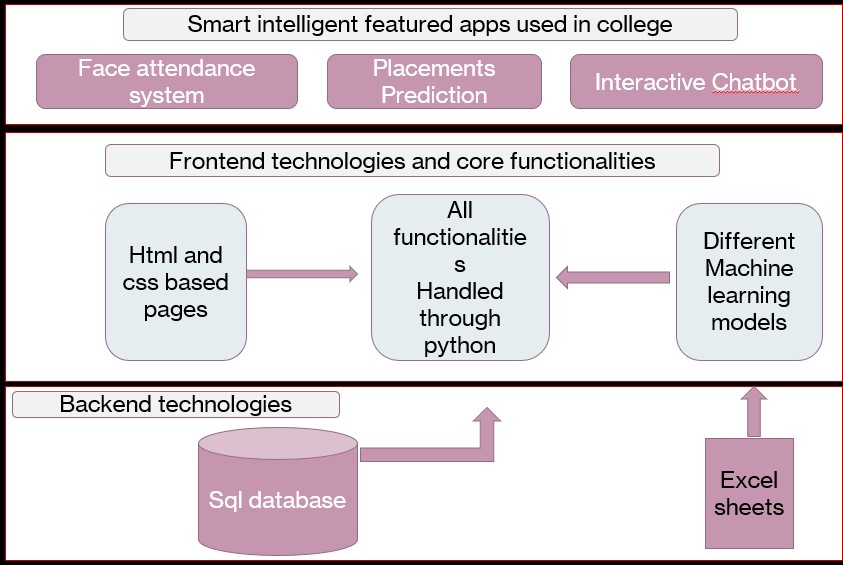 Smart intelligent featured apps used in college
Face attendance
system
Placements
Prediction
Interactive Chatbot
Frontend technologies and core functionalities
Html and
css based
pages
All
functionalitie
s
Handled
through
python
Different
Machine
learning
models
Backend technologies
Sql database
Excel
sheets